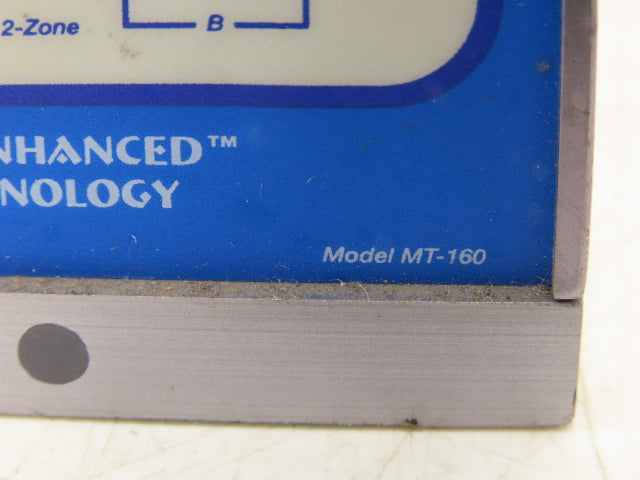 2-Zone
B
NHANCED™
NOLOGY
Model MT-160